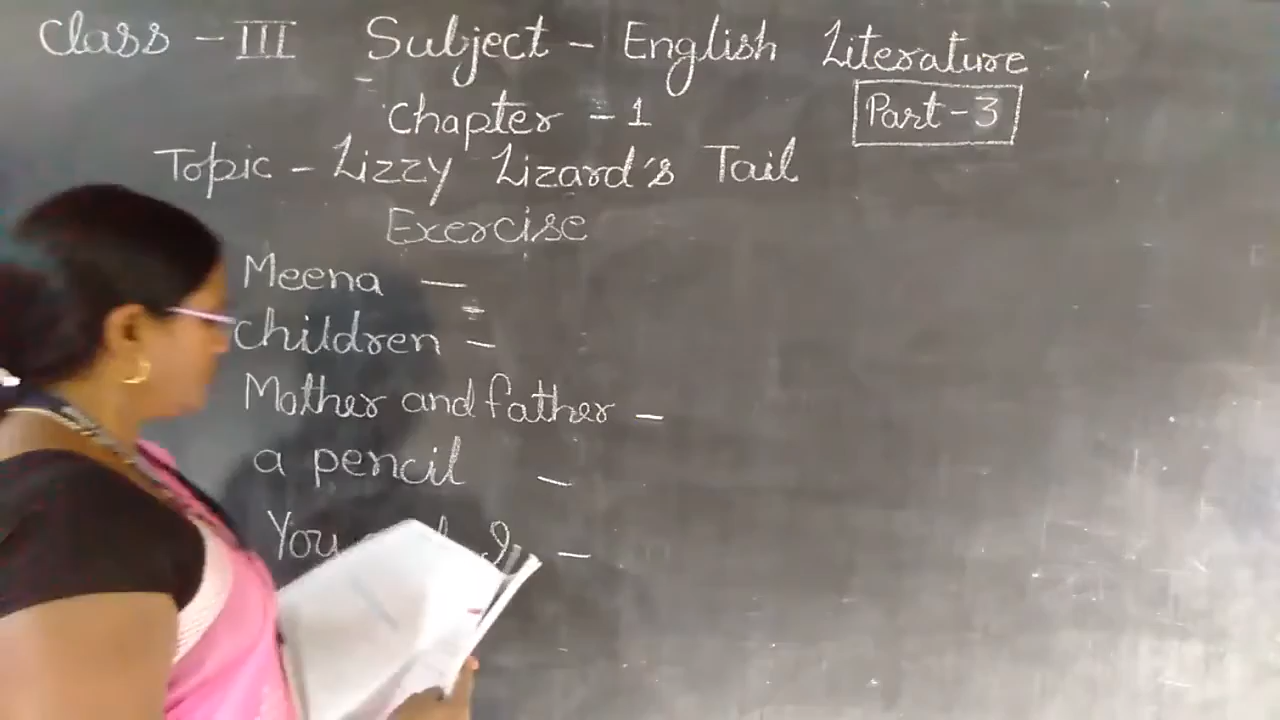 Class - III Subject - English Literature
Chapter - 1 Part - 3
Topic - Lizzy Lizard's Tail
Exercise
Meena -
Children -
Mother and father -
a pencil -
You I -